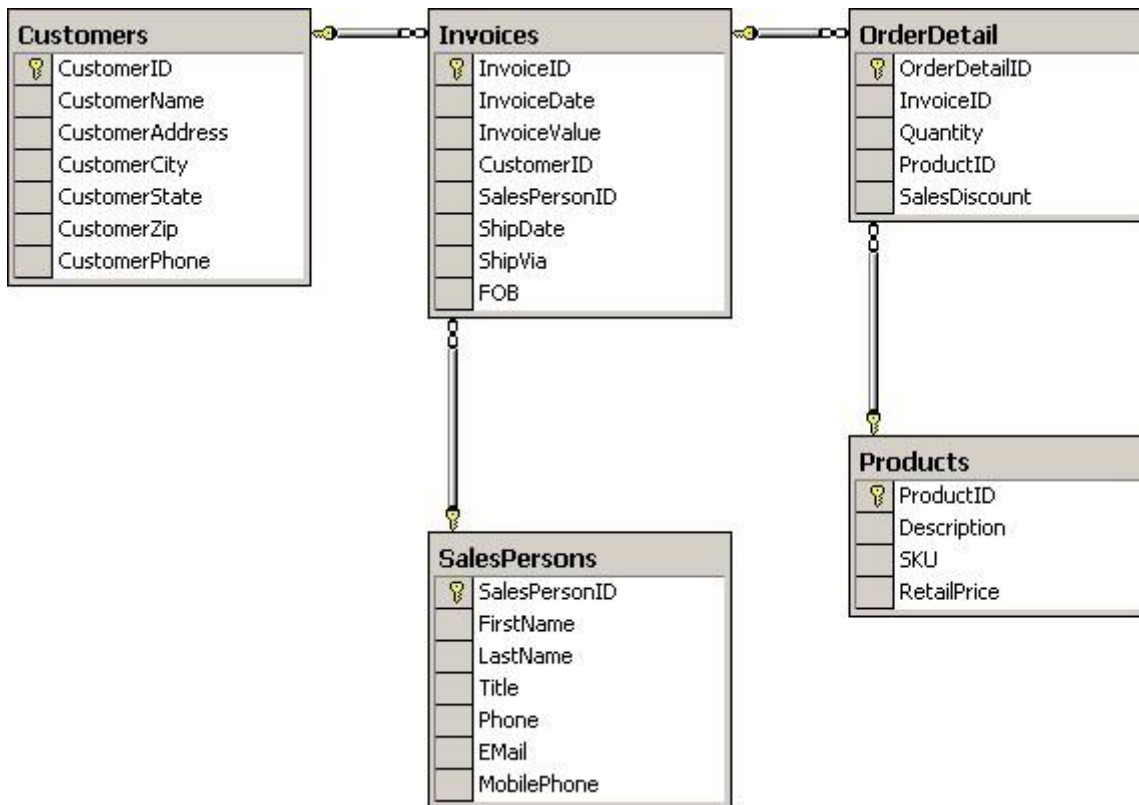 Customers
CustomerID
CustomerName
CustomerAddress
CustomerCity
CustomerState
CustomerZip
CustomerPhone
Invoices
InvoiceID
InvoiceDate
InvoiceValue
CustomerID
SalesPersonID
ShipDate
ShipVia
FOB
OrderDetail
OrderDetailID
InvoiceID
Quantity
ProductID
SalesDiscount
Products
ProductID
Description
SKU
RetailPrice
SalesPersons
SalesPersonID
FirstName
LastName
Title
Phone
EMail
MobilePhone